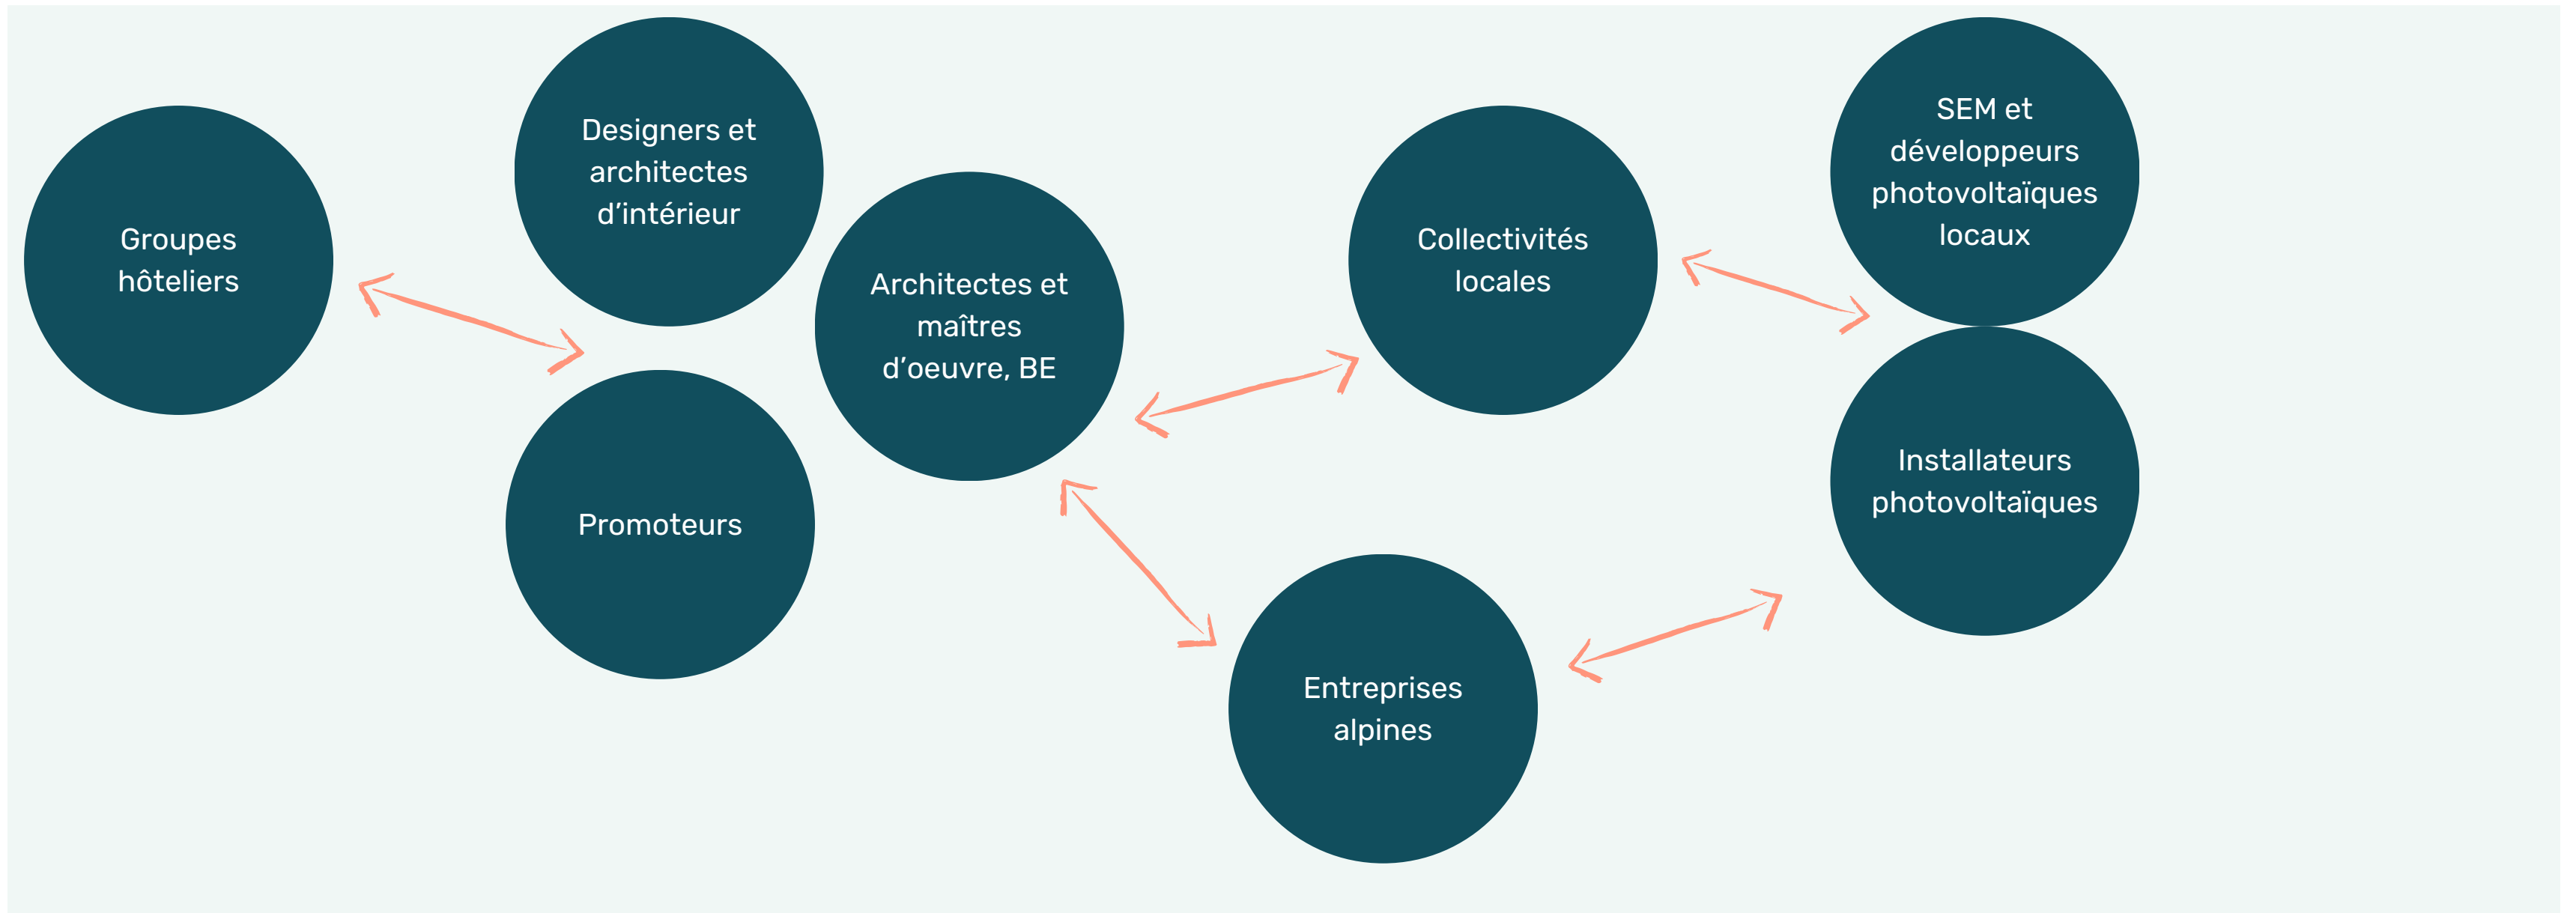 Groupes
hôteliers
Designers et
architectes
d’intérieur
Promoteurs
Architectes et
maîtres
d’oeuvre, BE
Collectivités
locales
Entreprises
alpines
SEM et
développeurs
photovoltaïques
locaux
Installateurs
photovoltaïques